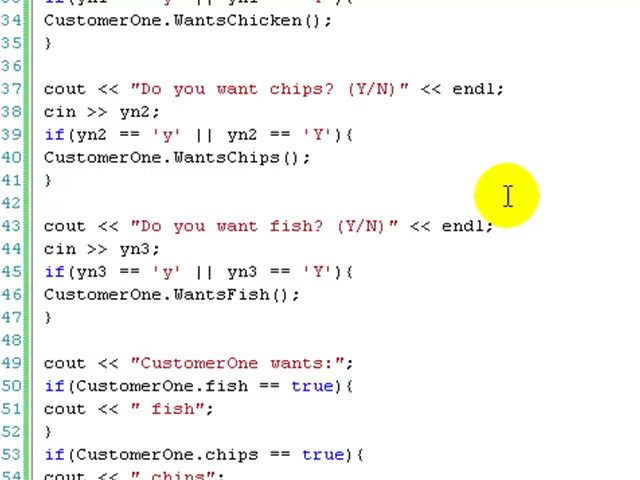 34 CustomerOne.WantsChicken();
35 }
36
37 cout << "Do you want chips? (Y/N)" << endl;
38 cin >> yn2;
39 if(yn2 == 'y' || yn2 == 'Y'){
40 CustomerOne.WantsChips();
41 }
42
43 cout << "Do you want fish? (Y/N)" << endl;
44 cin >> yn3;
45 if(yn3 == 'y' || yn3 == 'Y'){
46 CustomerOne.WantsFish();
47 }
48
49 cout << "CustomerOne wants:";
50 if(CustomerOne.fish == true){
51 cout << " fish";
52 }
53 if(CustomerOne.chips == true){
54 cout << " chips";